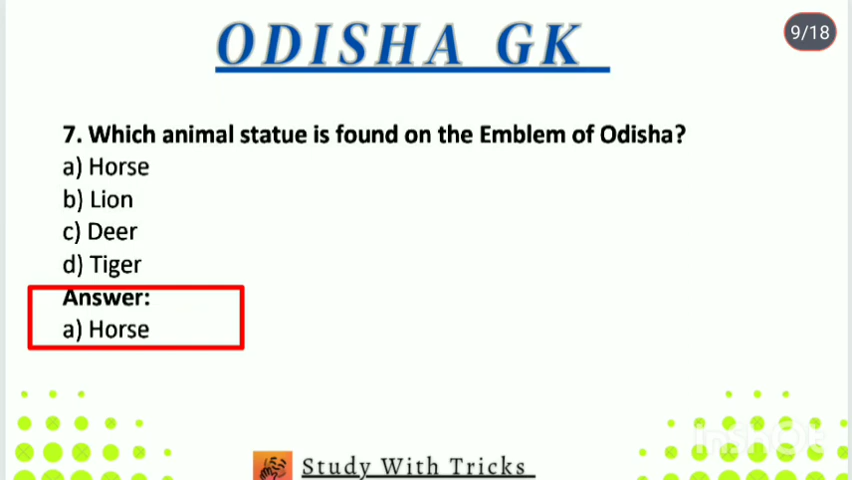 ODISHA GK
9/18
7. Which animal statue is found on the Emblem of Odisha?
a) Horse
b) Lion
c) Deer
d) Tiger
Answer:
a) Horse
InShOt
Study With Tricks